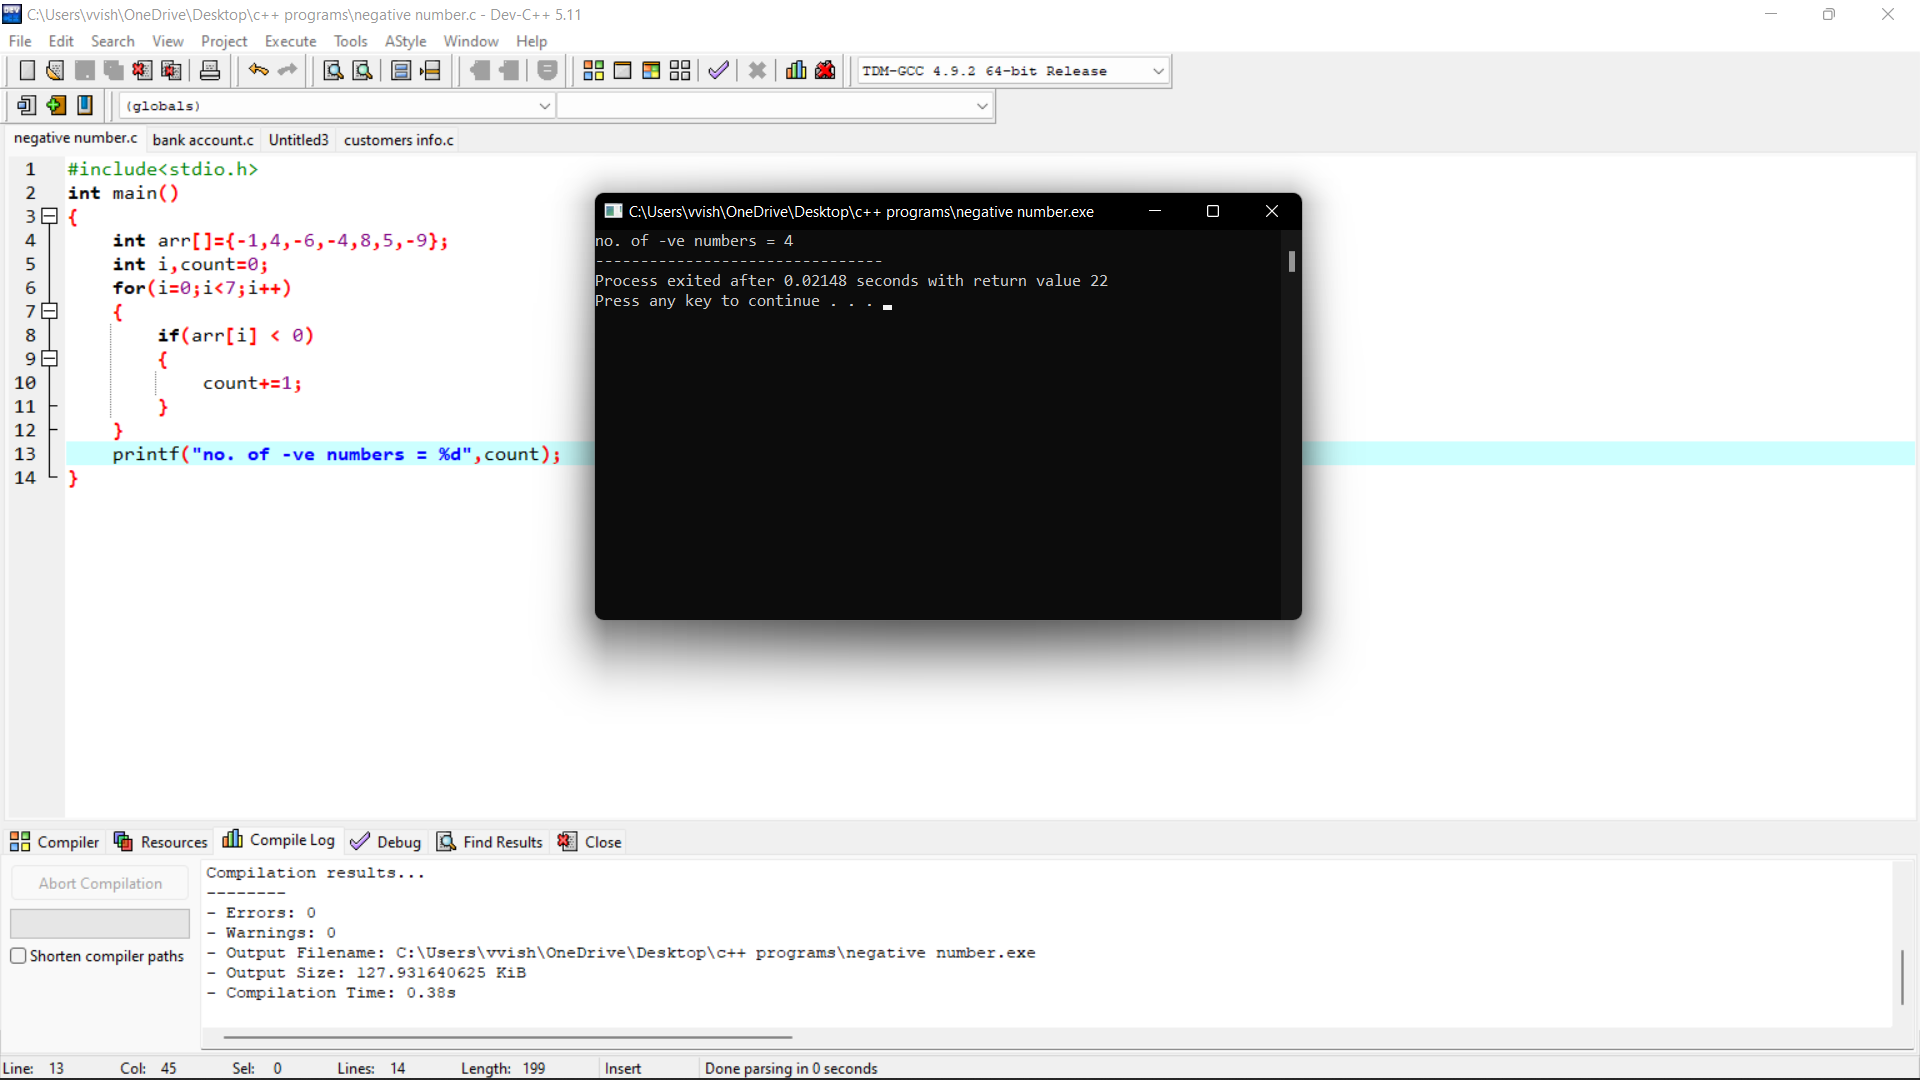 C:\Users\vvish\OneDrive\Desktop\c++ programs\negative number.c - Dev-C++ 5.11
File Edit Search View Project Execute Tools AStyle Window Help
TDM-GCC 4.9.2 64-bit Release
(globals)
negative number.c bank account.c Untitled3 customers info.c
1 #include<stdio.h>
2 int main()
3 {
4 int arr[]={-1,4,-6,-4,8,5,-9};
5 int i,count=0;
6 for(i=0;i<7;i++)
7 {
8 if(arr[i] < 0)
9 {
10 count+=1;
11 }
12 }
13 printf("no. of -ve numbers = %d",count);
14 }
C:\Users\vvish\OneDrive\Desktop\c++ programs\negative number.exe
no. of -ve numbers = 4
--------------------------------
Process exited after 0.02148 seconds with return value 22
Press any key to continue . . .
Compiler Resources Compile Log Debug Find Results Close
Abort Compilation
Shorten compiler paths
Compilation results...
--------
- Errors: 0
- Warnings: 0
- Output Filename: C:\Users\vvish\OneDrive\Desktop\c++ programs\negative number.exe
- Output Size: 127.931640625 KiB
- Compilation Time: 0.38s
Line: 13 Col: 45 Sel: 0 Lines: 14 Length: 199 Insert Done parsing in 0 seconds